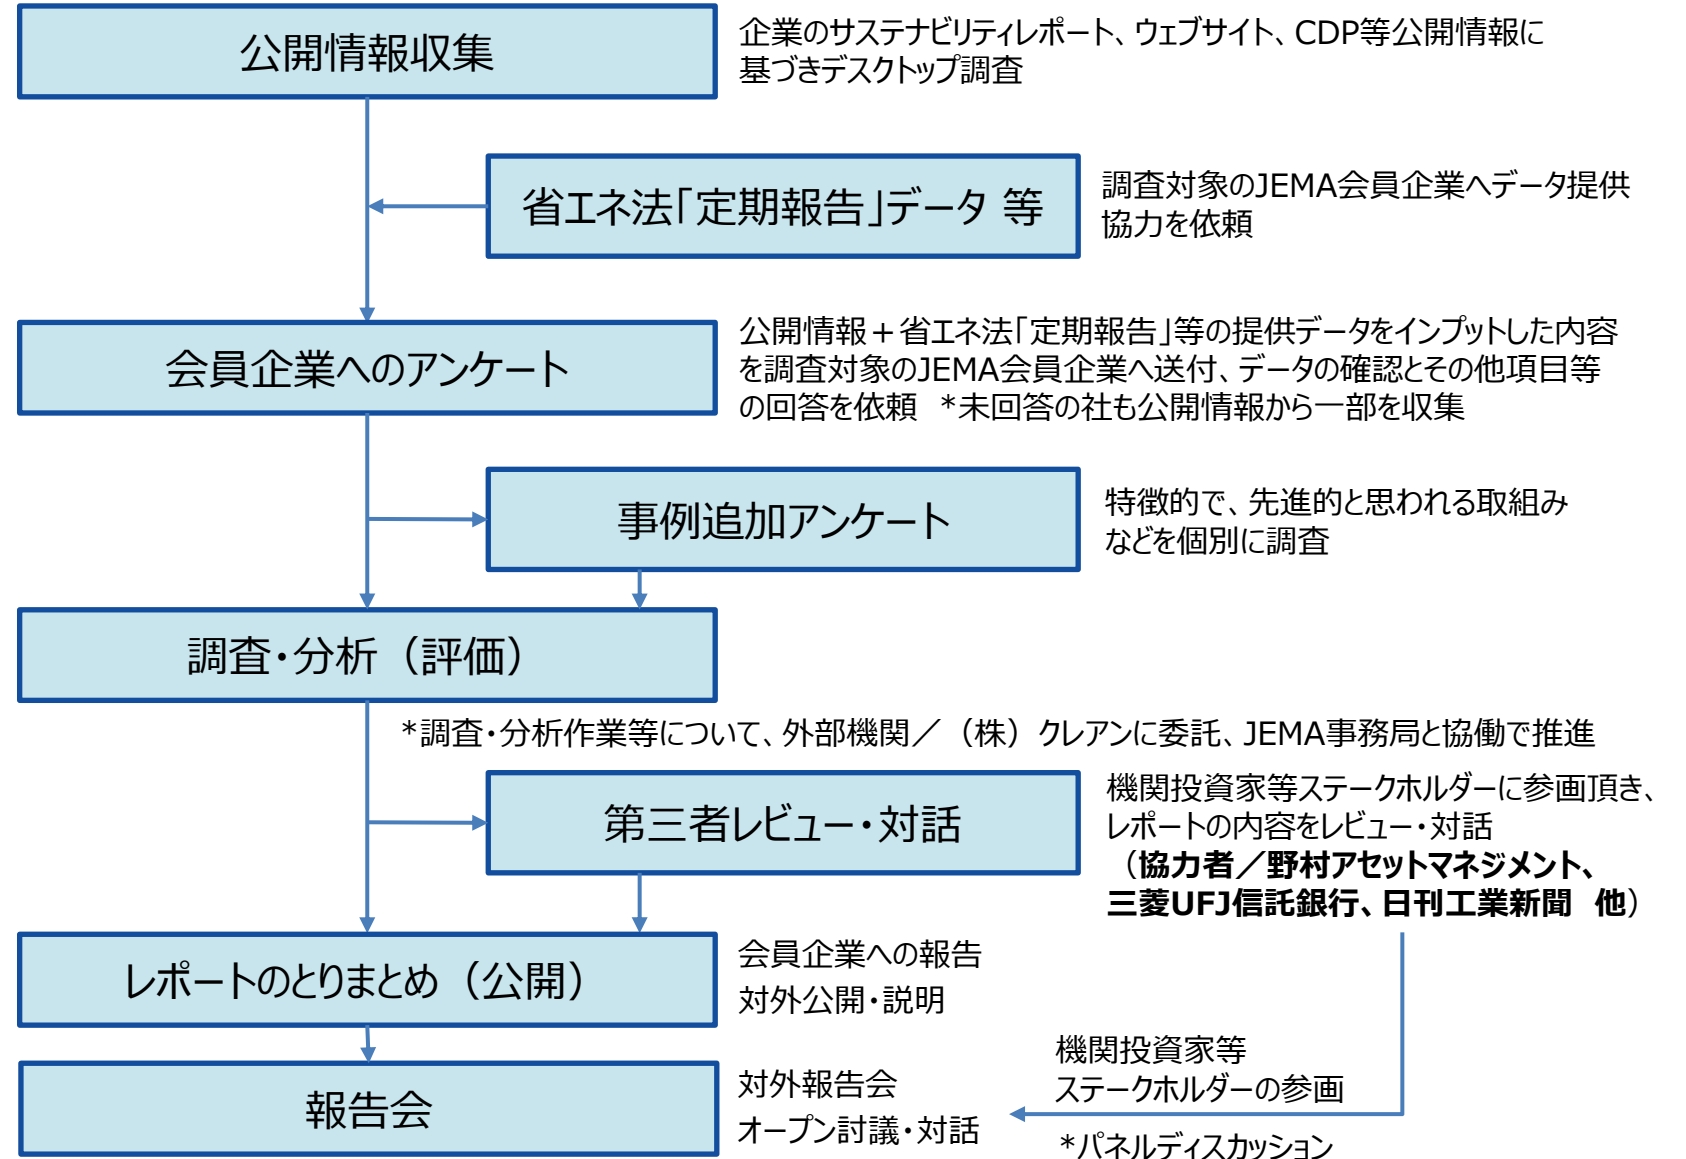 公開情報収集
企業のサステナビリティレポート、ウェブサイト、CDP等公開情報に
基づきデスクトップ調査
省エネ法「定期報告」データ 等
調査対象のJEMA会員企業へデータ提供
協力を依頼
会員企業へのアンケート
公開情報＋省エネ法「定期報告」等の提供データをインプットした内容
を調査対象のJEMA会員企業へ送付、データの確認とその他項目等
の回答を依頼　*未回答の社も公開情報から一部を収集
事例追加アンケート
特徴的で、先進的と思われる取組み
などを個別に調査
調査・分析（評価）
*調査・分析作業等について、外部機関／（株）クレアンに委託、JEMA事務局と協働で推進
第三者レビュー・対話
機関投資家等ステークホルダーに参画頂き、
レポートの内容をレビュー・対話
（協力者／野村アセットマネジメント、
三菱UFJ信託銀行、日刊工業新聞　他）
レポートのとりまとめ（公開）
会員企業への報告
対外公開・説明
報告会
対外報告会
オープン討議・対話
機関投資家等
ステークホルダーの参画
*パネルディスカッション